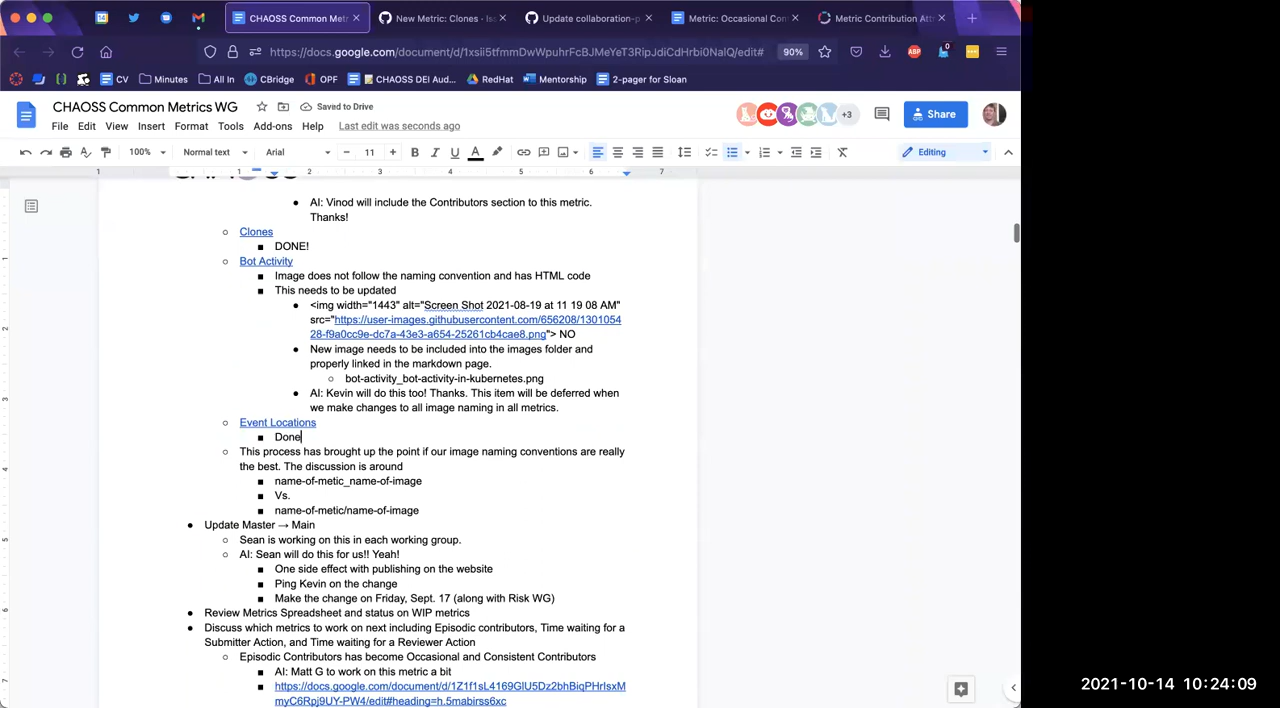 CHAOSS Common Metr
New Metric: Clones · Iss
Update collaboration-p
Metric: Occasional Con
Metric Contribution Attr
https://docs.google.com/document/d/1xsii5tfmmDwWpuhrFcBJMeYeT3RipJdiCdHrbi0NalQ/edit#
90%
ABP
0
CV
Minutes
All In
CBridge
OPF
CHAOSS DEI Aud...
RedHat
Mentorship
2-pager for Sloan
CHAOSS Common Metrics WG
Saved to Drive
+3
Share
File Edit View Insert Format Tools Add-ons Help
Last edit was seconds ago
100% Normal text Arial 11 Editing
1 1 2 3 4 5 6 7
AI: Vinod will include the Contributors section to this metric.
Thanks!
Clones
DONE!
Bot Activity
Image does not follow the naming convention and has HTML code
This needs to be updated
<img width="1443" alt="Screen Shot 2021-08-19 at 11 19 08 AM"
src="https://user-images.githubusercontent.com/656208/1301054
28-f9a0cc9e-dc7a-43e3-a654-25261cb4cae8.png"> NO
New image needs to be included into the images folder and
properly linked in the markdown page.
bot-activity_bot-activity-in-kubernetes.png
AI: Kevin will do this too! Thanks. This item will be deferred when
we make changes to all image naming in all metrics.
Event Locations
Done
This process has brought up the point if our image naming conventions are really
the best. The discussion is around
name-of-metic_name-of-image
Vs.
name-of-metic/name-of-image
Update Master → Main
Sean is working on this in each working group.
AI: Sean will do this for us!! Yeah!
One side effect with publishing on the website
Ping Kevin on the change
Make the change on Friday, Sept. 17 (along with Risk WG)
Review Metrics Spreadsheet and status on WIP metrics
Discuss which metrics to work on next including Episodic contributors, Time waiting for a
Submitter Action, and Time waiting for a Reviewer Action
Episodic Contributors has become Occasional and Consistent Contributors
AI: Matt G to work on this metric a bit
https://docs.google.com/document/d/1Z1f1sL4169GlU5Dz2bhBiqPHrIsxM
myC6Rpj9UY-PW4/edit#heading=h.5mabirss6xc
2021-10-14 10:24:09